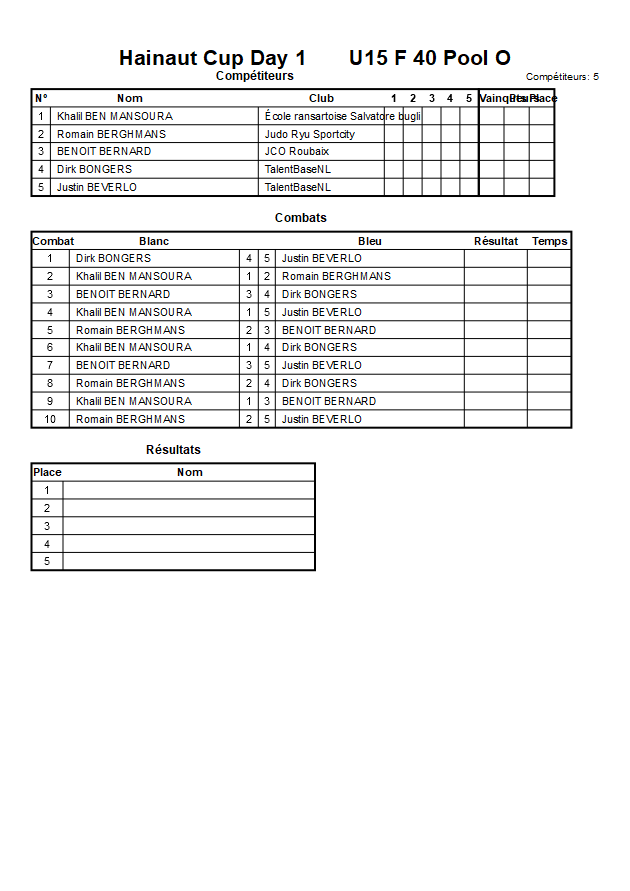 Hainaut Cup Day 1 U15 F 40 Pool O
Compétiteurs Compétiteurs: 5
N° Nom Club 1 2 3 4 5 Vainqueurs Place
1 Khalil BEN MANSOURA École ransartoise Salvatore bugli
2 Romain BERGHMANS Judo Ryu Sportcity
3 BENOIT BERNARD JCO Roubaix
4 Dirk BONGERS TalentBaseNL
5 Justin BEVERLO TalentBaseNL
Combats
Combat Blanc Bleu Résultat Temps
1 Dirk BONGERS 4 5 Justin BEVERLO
2 Khalil BEN MANSOURA 1 2 Romain BERGHMANS
3 BENOIT BERNARD 3 4 Dirk BONGERS
4 Khalil BEN MANSOURA 1 5 Justin BEVERLO
5 Romain BERGHMANS 2 3 BENOIT BERNARD
6 Khalil BEN MANSOURA 1 4 Dirk BONGERS
7 BENOIT BERNARD 3 5 Justin BEVERLO
8 Romain BERGHMANS 2 4 Dirk BONGERS
9 Khalil BEN MANSOURA 1 3 BENOIT BERNARD
10 Romain BERGHMANS 2 5 Justin BEVERLO
Résultats
Place Nom
1
2
3
4
5